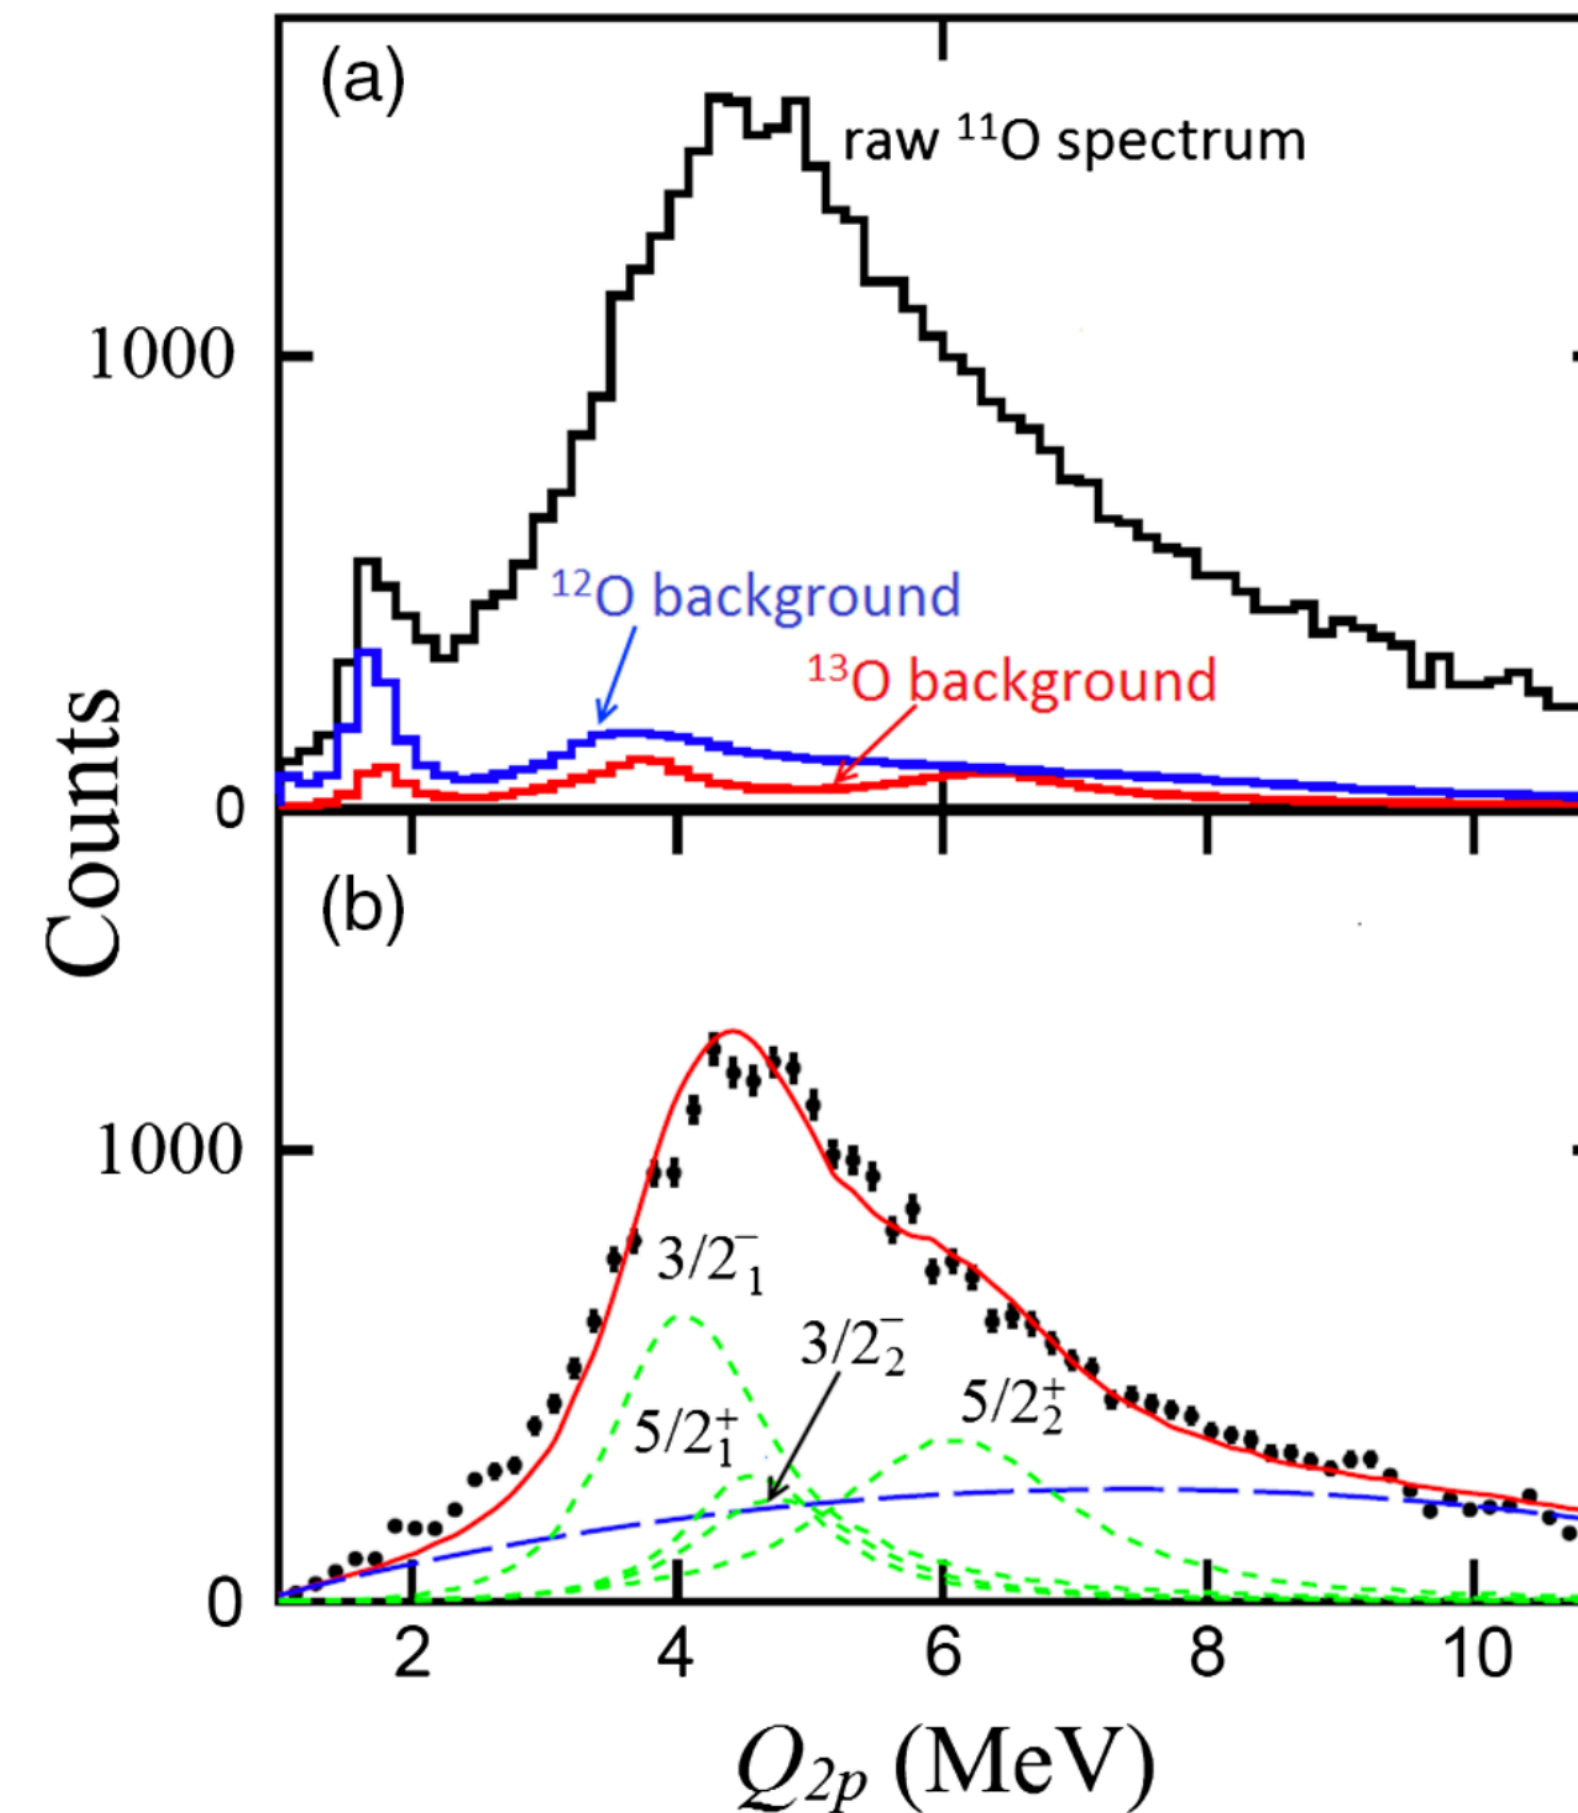 (a)
raw ¹¹O spectrum
1000
¹²O background
¹³O background
0
Counts
(b)
1000
3/2⁻₁
3/2⁻₂
5/2⁺₁
5/2⁺₂
0
2 4 6 8 10
Q₂ₚ (MeV)